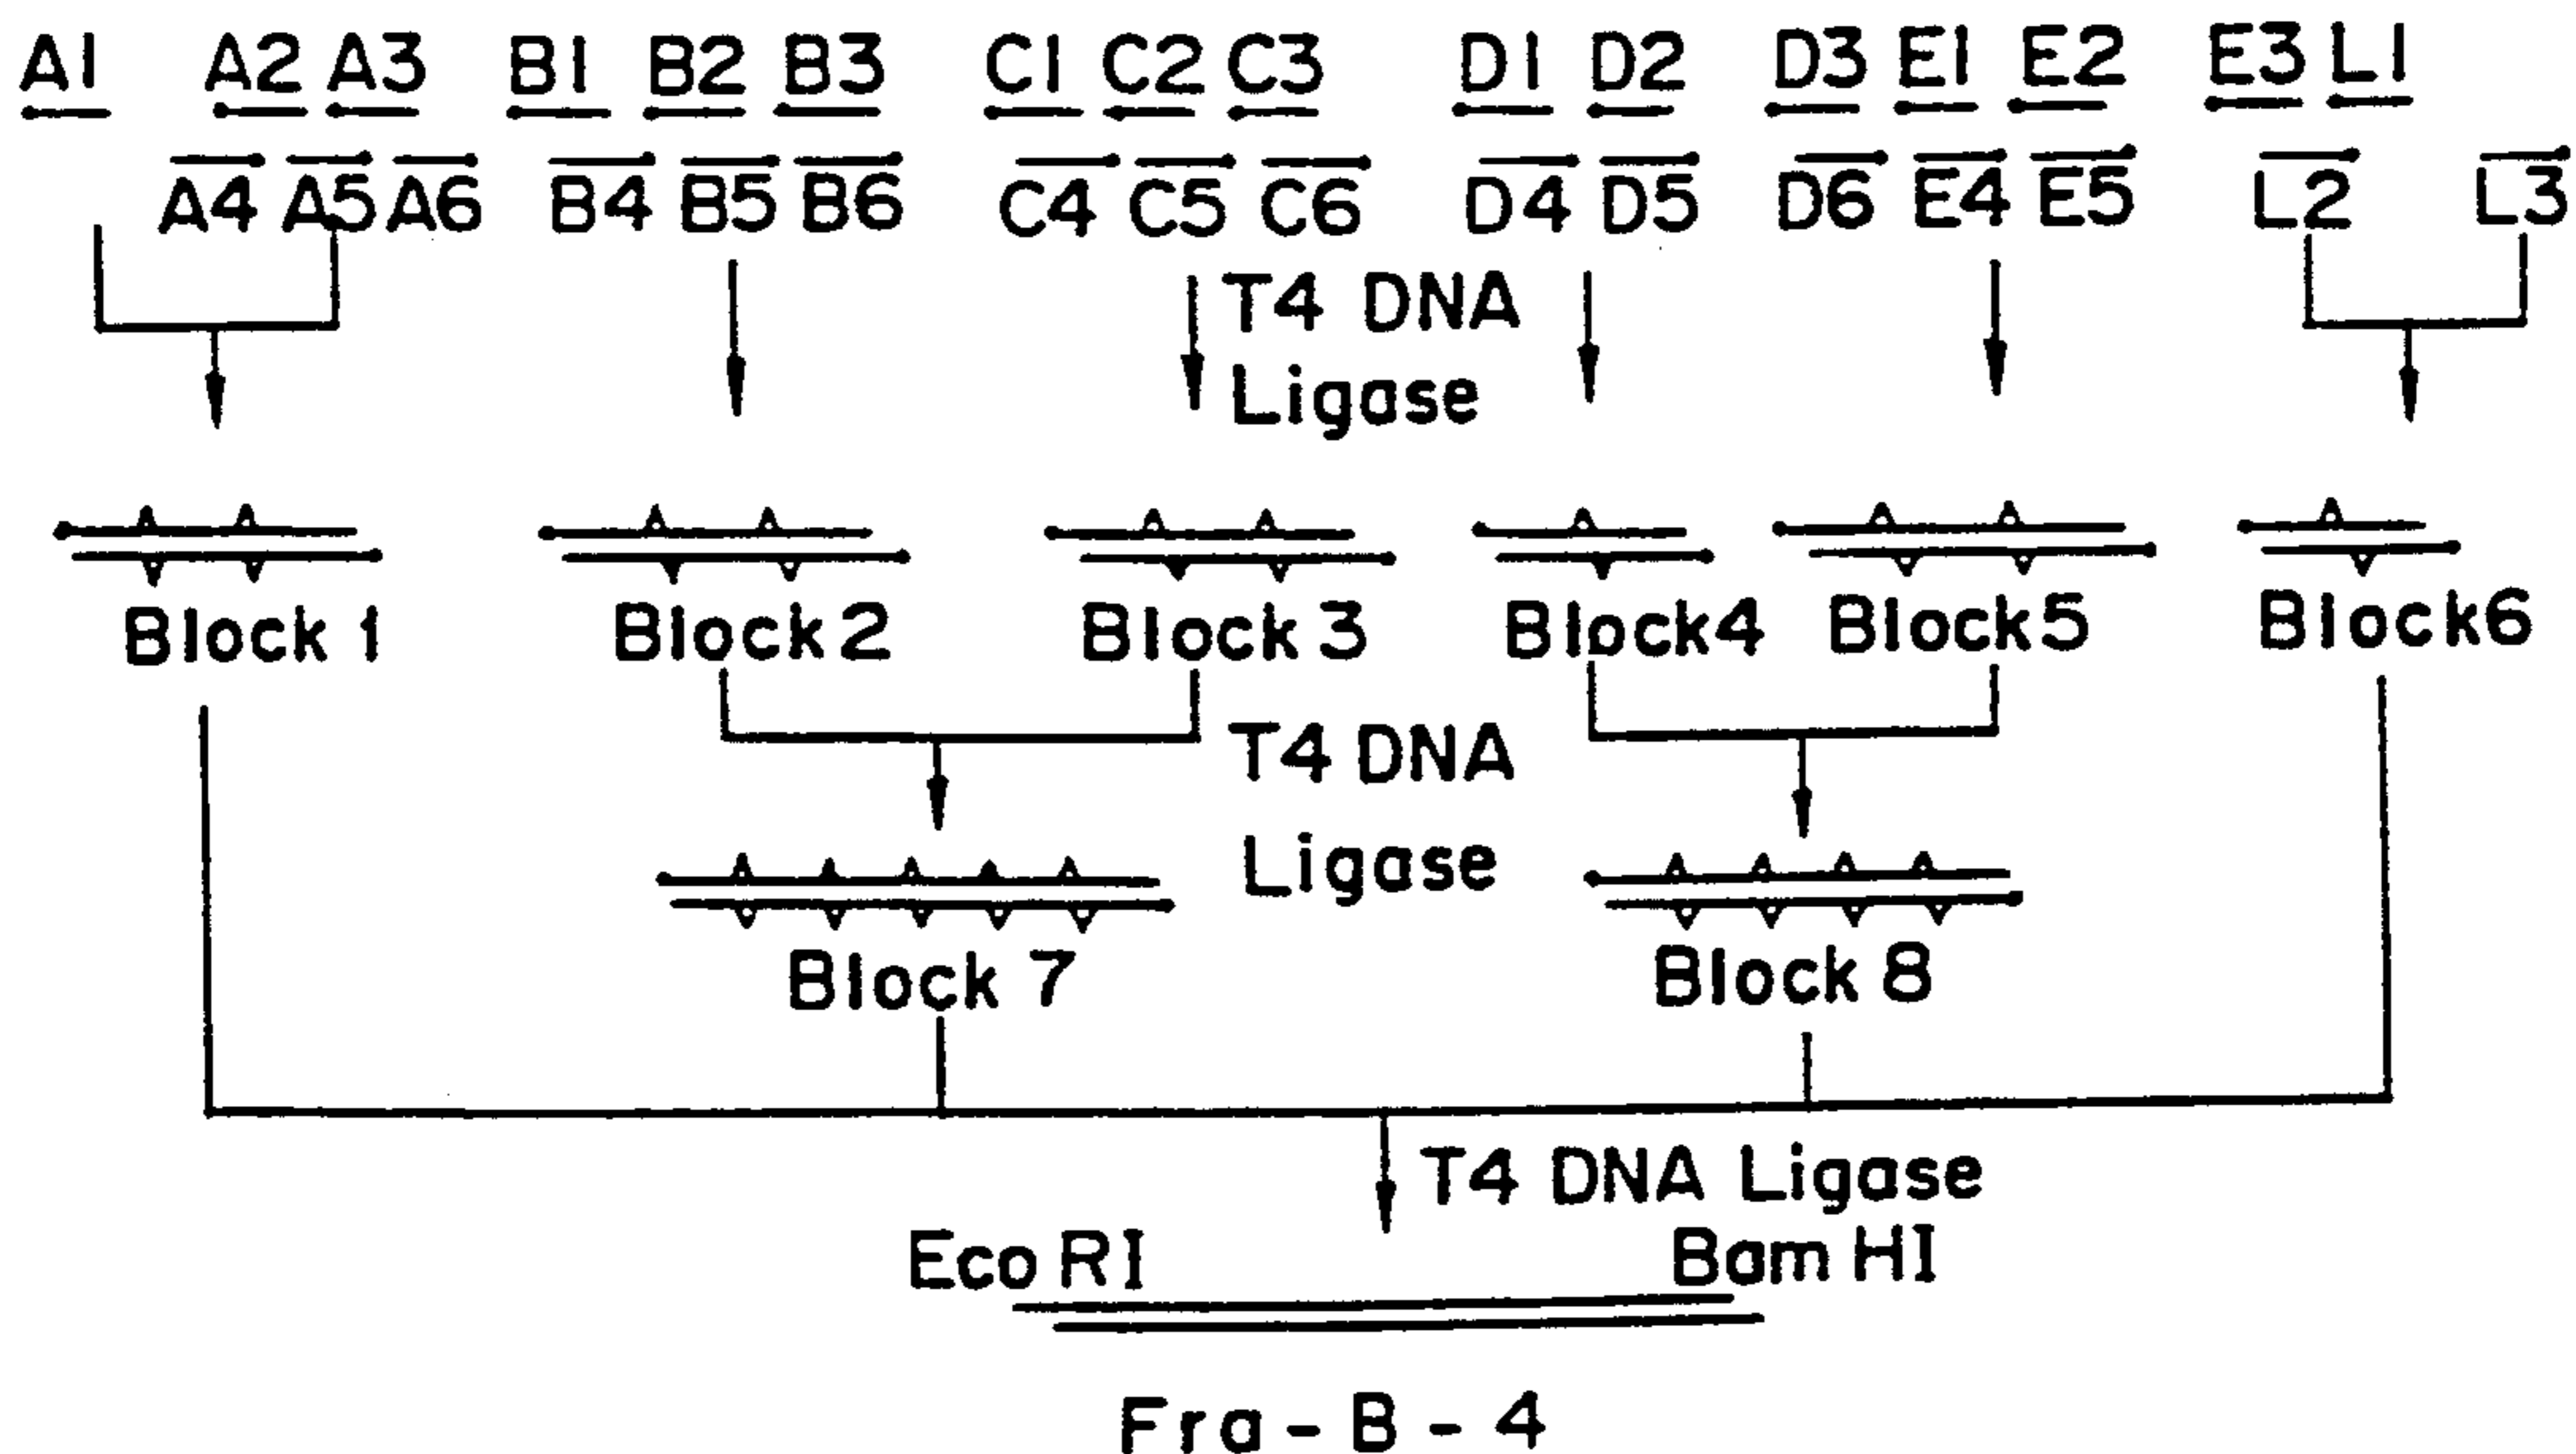 A1 A2 A3 B1 B2 B3 C1 C2 C3 D1 D2 D3 E1 E2 E3 L1
A4 A5 A6 B4 B5 B6 C4 C5 C6 D4 D5 D6 E4 E5 L2 L3
T4 DNA
Ligase
Block 1 Block 2 Block 3 Block4 Block5 Block6
T4 DNA
Ligase
Block 7 Block 8
T4 DNA Ligase
Eco RI Bam HI
Fra - B - 4